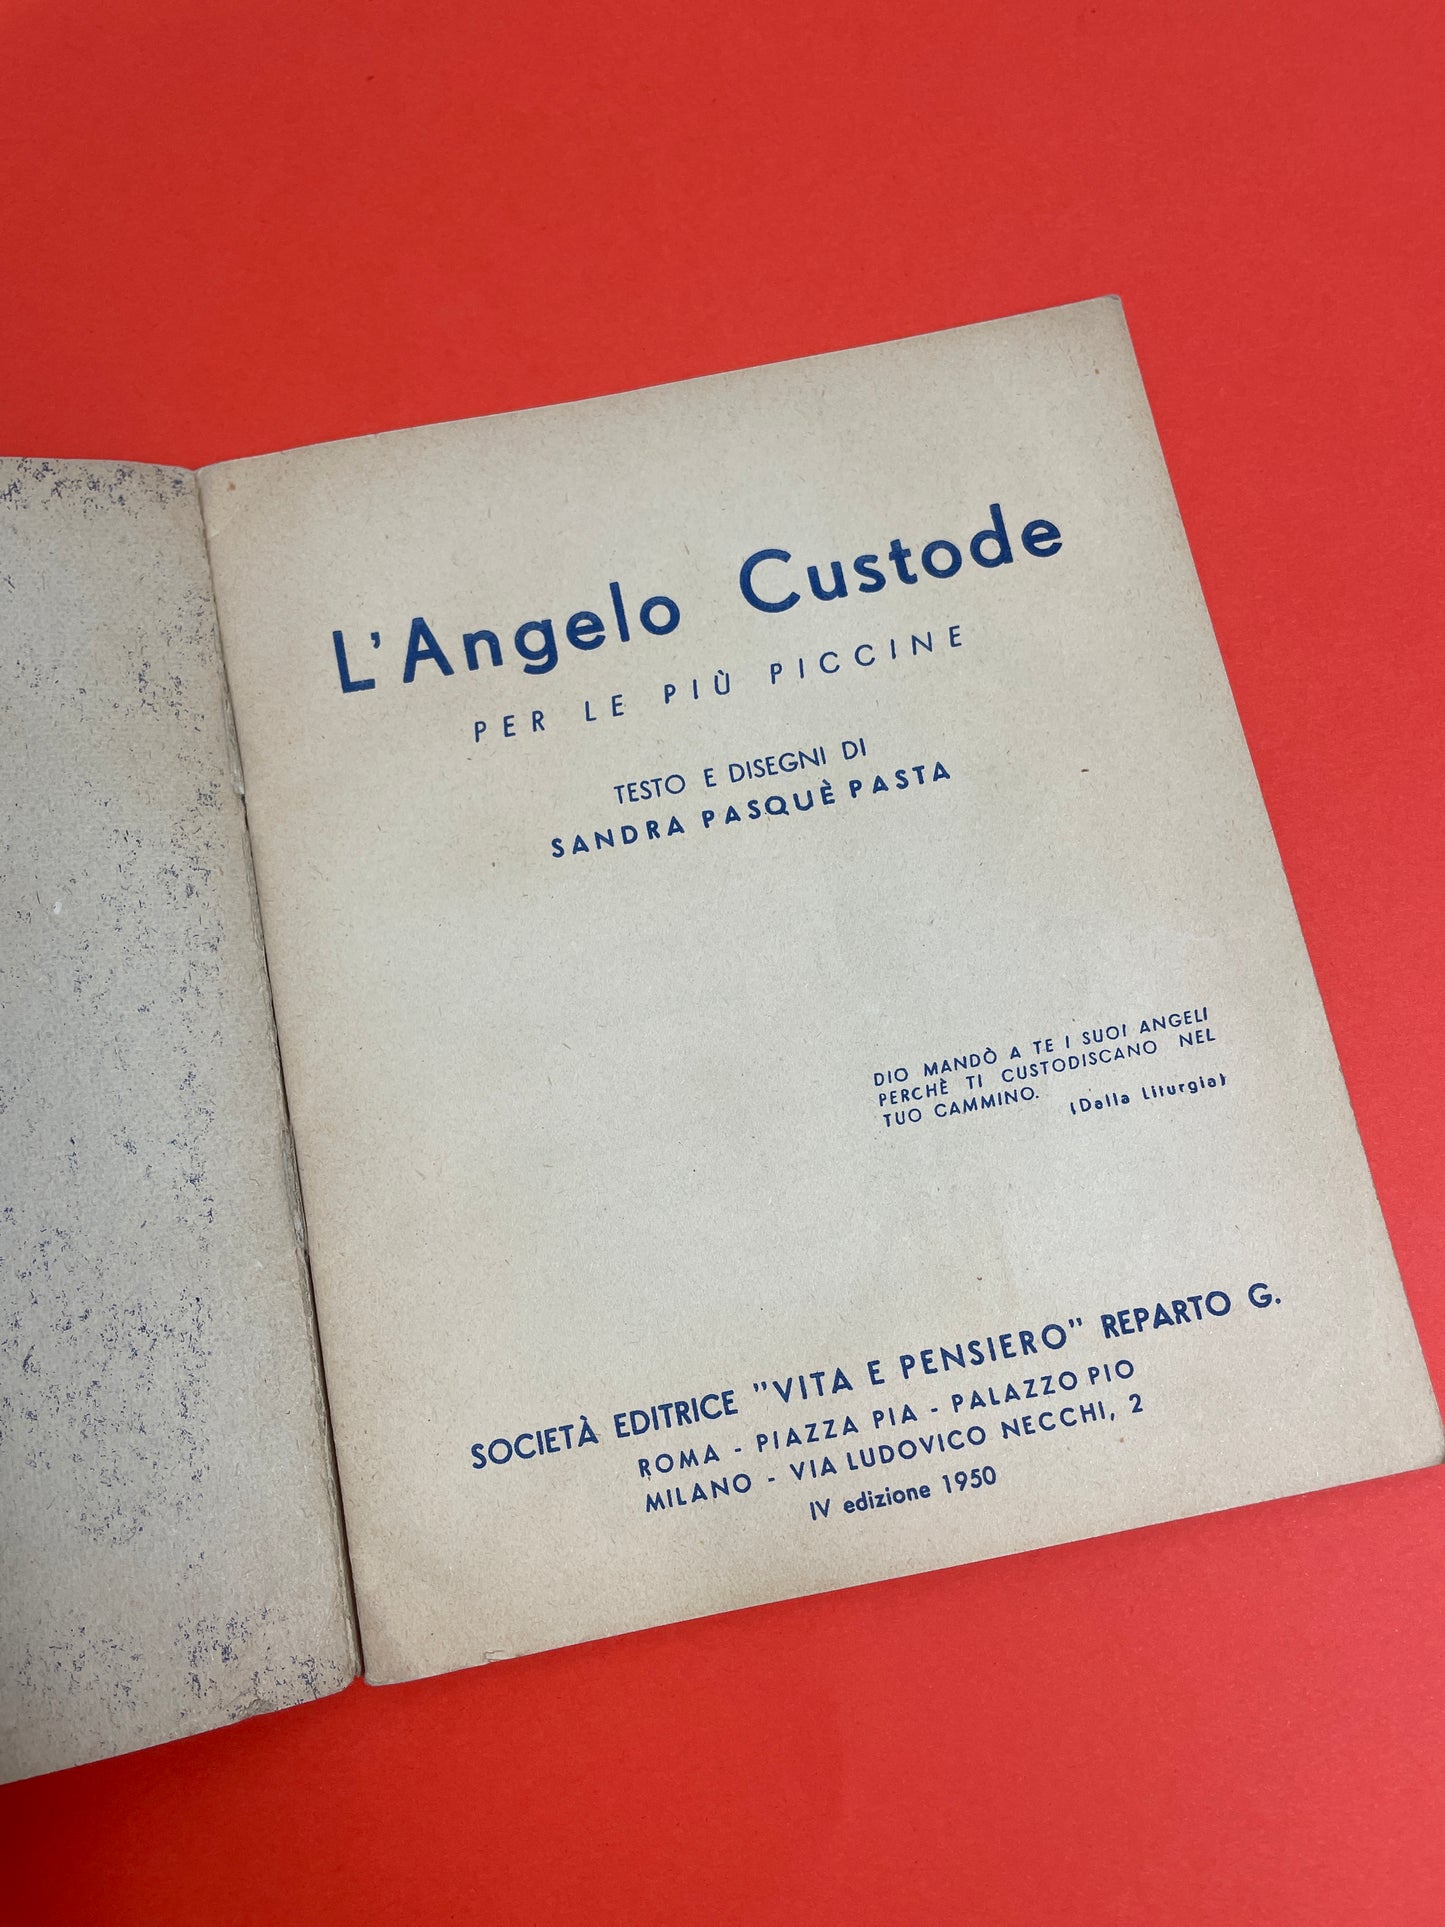 L'Angelo Custode
PER LE PIÙ PICCINE
TESTO E DISEGNI DI
SANDRA PASQUÈ PASTA
DIO MANDÒ A TE I SUOI ANGELI
PERCHÈ TI CUSTODISCANO NEL
TUO CAMMINO.
(Dalla Liturgia)
SOCIETÀ EDITRICE "VITA E PENSIERO" REPARTO G.
ROMA - PIAZZA PIA - PALAZZO PIO
MILANO - VIA LUDOVICO NECCHI, 2
IV edizione 1950